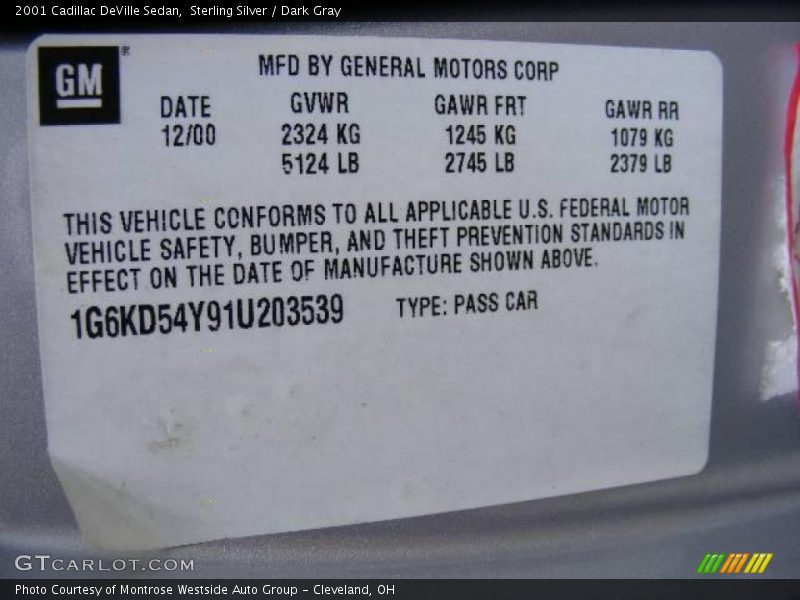 2001 Cadillac DeVille Sedan,  Sterling Silver / Dark Gray
GM ®
MFD BY GENERAL MOTORS CORP
DATE GVWR GAWR FRT GAWR RR
12/00 2324 KG 1245 KG 1079 KG
5124 LB 2745 LB 2379 LB
THIS VEHICLE CONFORMS TO ALL APPLICABLE U.S. FEDERAL MOTOR
VEHICLE SAFETY, BUMPER, AND THEFT PREVENTION STANDARDS IN
EFFECT ON THE DATE OF MANUFACTURE SHOWN ABOVE.
1G6KD54Y91U203539 TYPE: PASS CAR
GTCARLOT.COM
Photo Courtesy of Montrose Westside Auto Group – Cleveland, OH